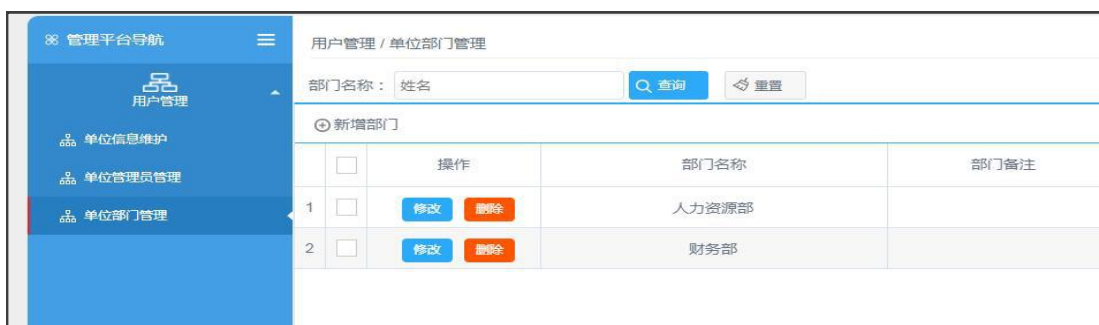 管理平台导航
用户管理
单位信息维护
单位管理员管理
单位部门管理
用户管理 / 单位部门管理
部门名称： 姓名 查询 重置
新增部门
操作 部门名称 部门备注
1 修改 删除 人力资源部
2 修改 删除 财务部